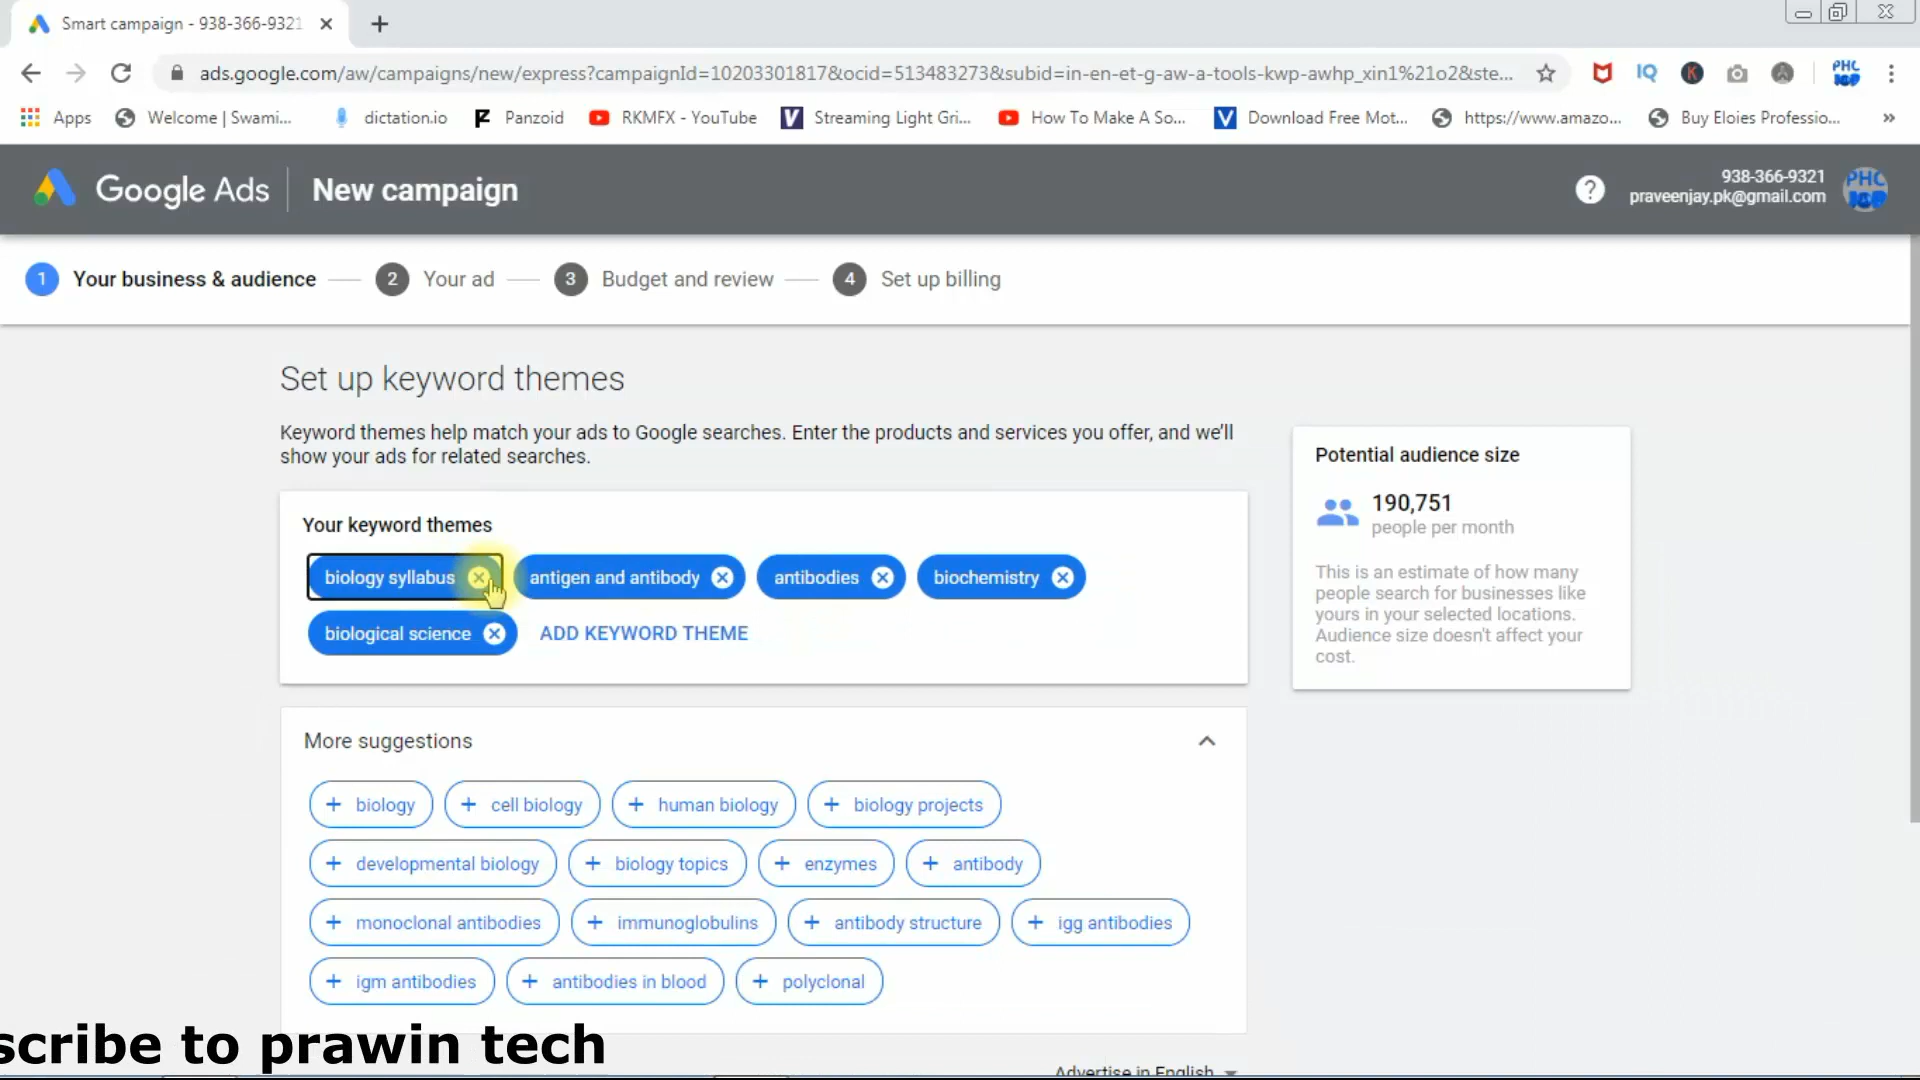 Smart campaign - 938-366-9321
ads.google.com/aw/campaigns/new/express?campaignId=10203301817&ocid=513483273&subid=in-en-et-g-aw-a-tools-kwp-awhp_xin1%21o2&ste...
IQ
K
PHC
Apps
Welcome | Swami...
dictation.io
Panzoid
RKMFX - YouTube
Streaming Light Gri...
How To Make A So...
Download Free Mot...
https://www.amazo...
Buy Eloies Professio...
»
Google Ads
New campaign
?
938-366-9321
praveenjay.pk@gmail.com
PHC
1 Your business & audience
2 Your ad
3 Budget and review
4 Set up billing
Set up keyword themes
Keyword themes help match your ads to Google searches. Enter the products and services you offer, and we'll
show your ads for related searches.
Your keyword themes
biology syllabus
antigen and antibody
antibodies
biochemistry
biological science
ADD KEYWORD THEME
Potential audience size
190,751
people per month
This is an estimate of how many
people search for businesses like
yours in your selected locations.
Audience size doesn't affect your
cost.
More suggestions
+ biology
+ cell biology
+ human biology
+ biology projects
+ developmental biology
+ biology topics
+ enzymes
+ antibody
+ monoclonal antibodies
+ immunoglobulins
+ antibody structure
+ igg antibodies
+ igm antibodies
+ antibodies in blood
+ polyclonal
scribe to prawin tech
Advertise in English